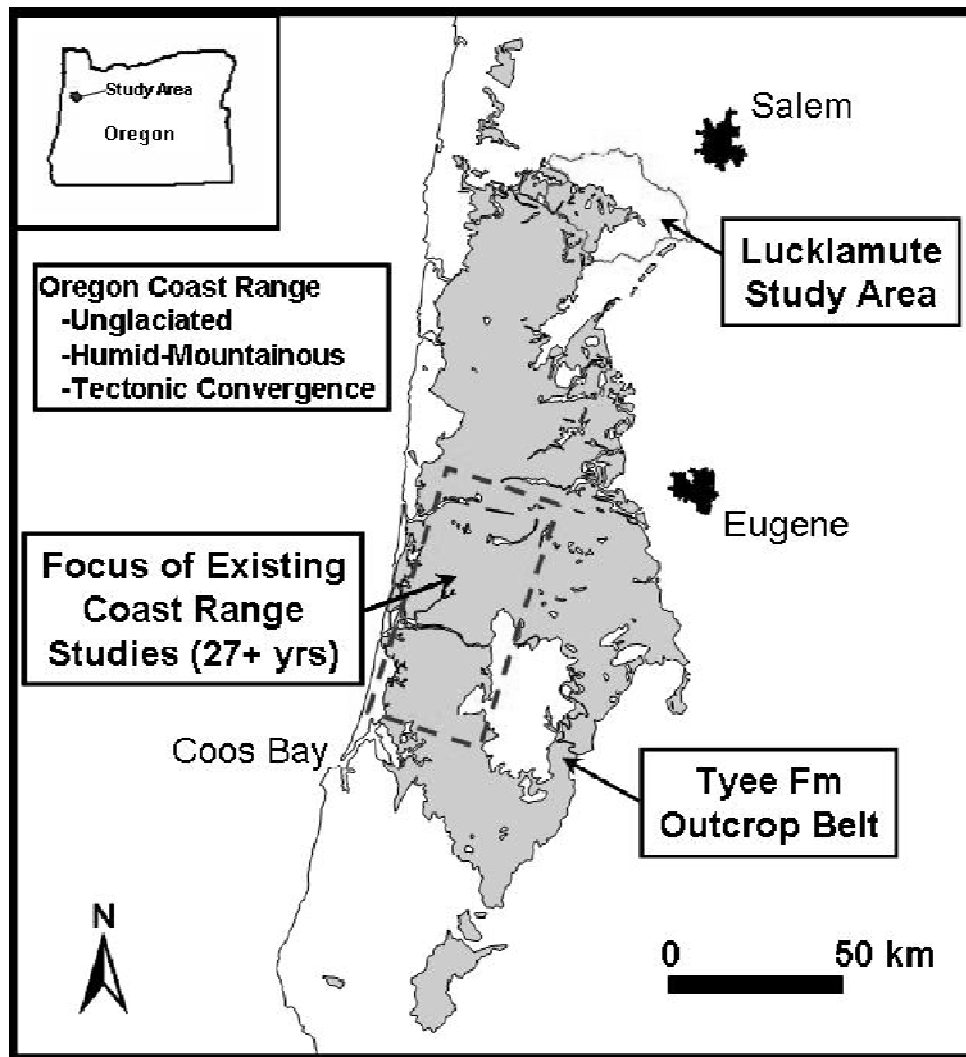 Study Area
Oregon
Salem
Lucklamute
Study Area
Oregon Coast Range
-Unglaciated
-Humid-Mountainous
-Tectonic Convergence
Eugene
Focus of Existing
Coast Range
Studies (27+ yrs)
Coos Bay
Tyee Fm
Outcrop Belt
N
0 50 km